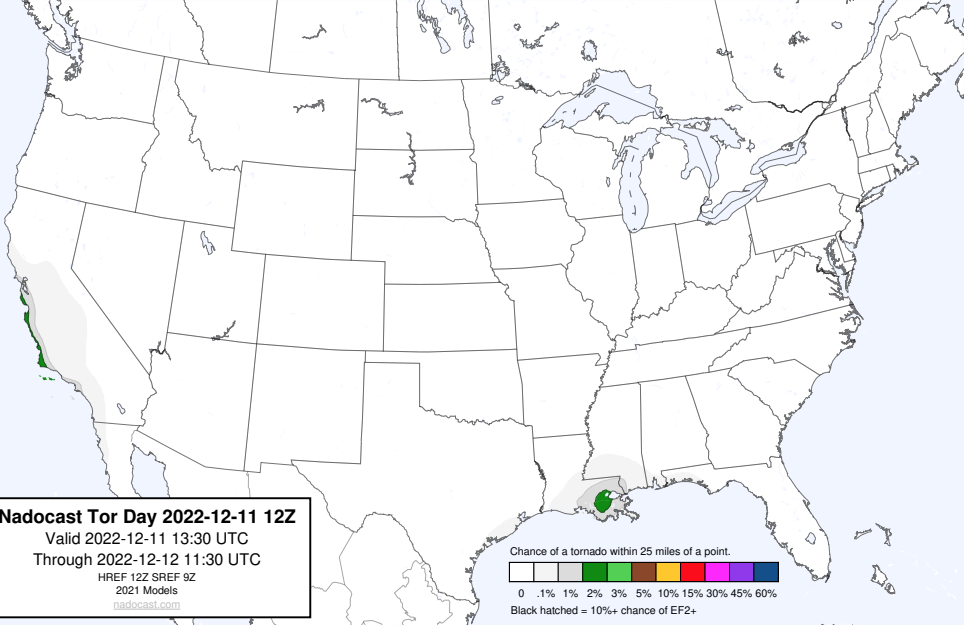 Nadocast Tor Day 2022-12-11 12Z
Valid 2022-12-11 13:30 UTC
Through 2022-12-12 11:30 UTC
HREF 12Z SREF 9Z
2021 Models
nadocast.com
Chance of a tornado within 25 miles of a point.
0 .1% 1% 2% 3% 5% 10% 15% 30% 45% 60%
Black hatched = 10%+ chance of EF2+